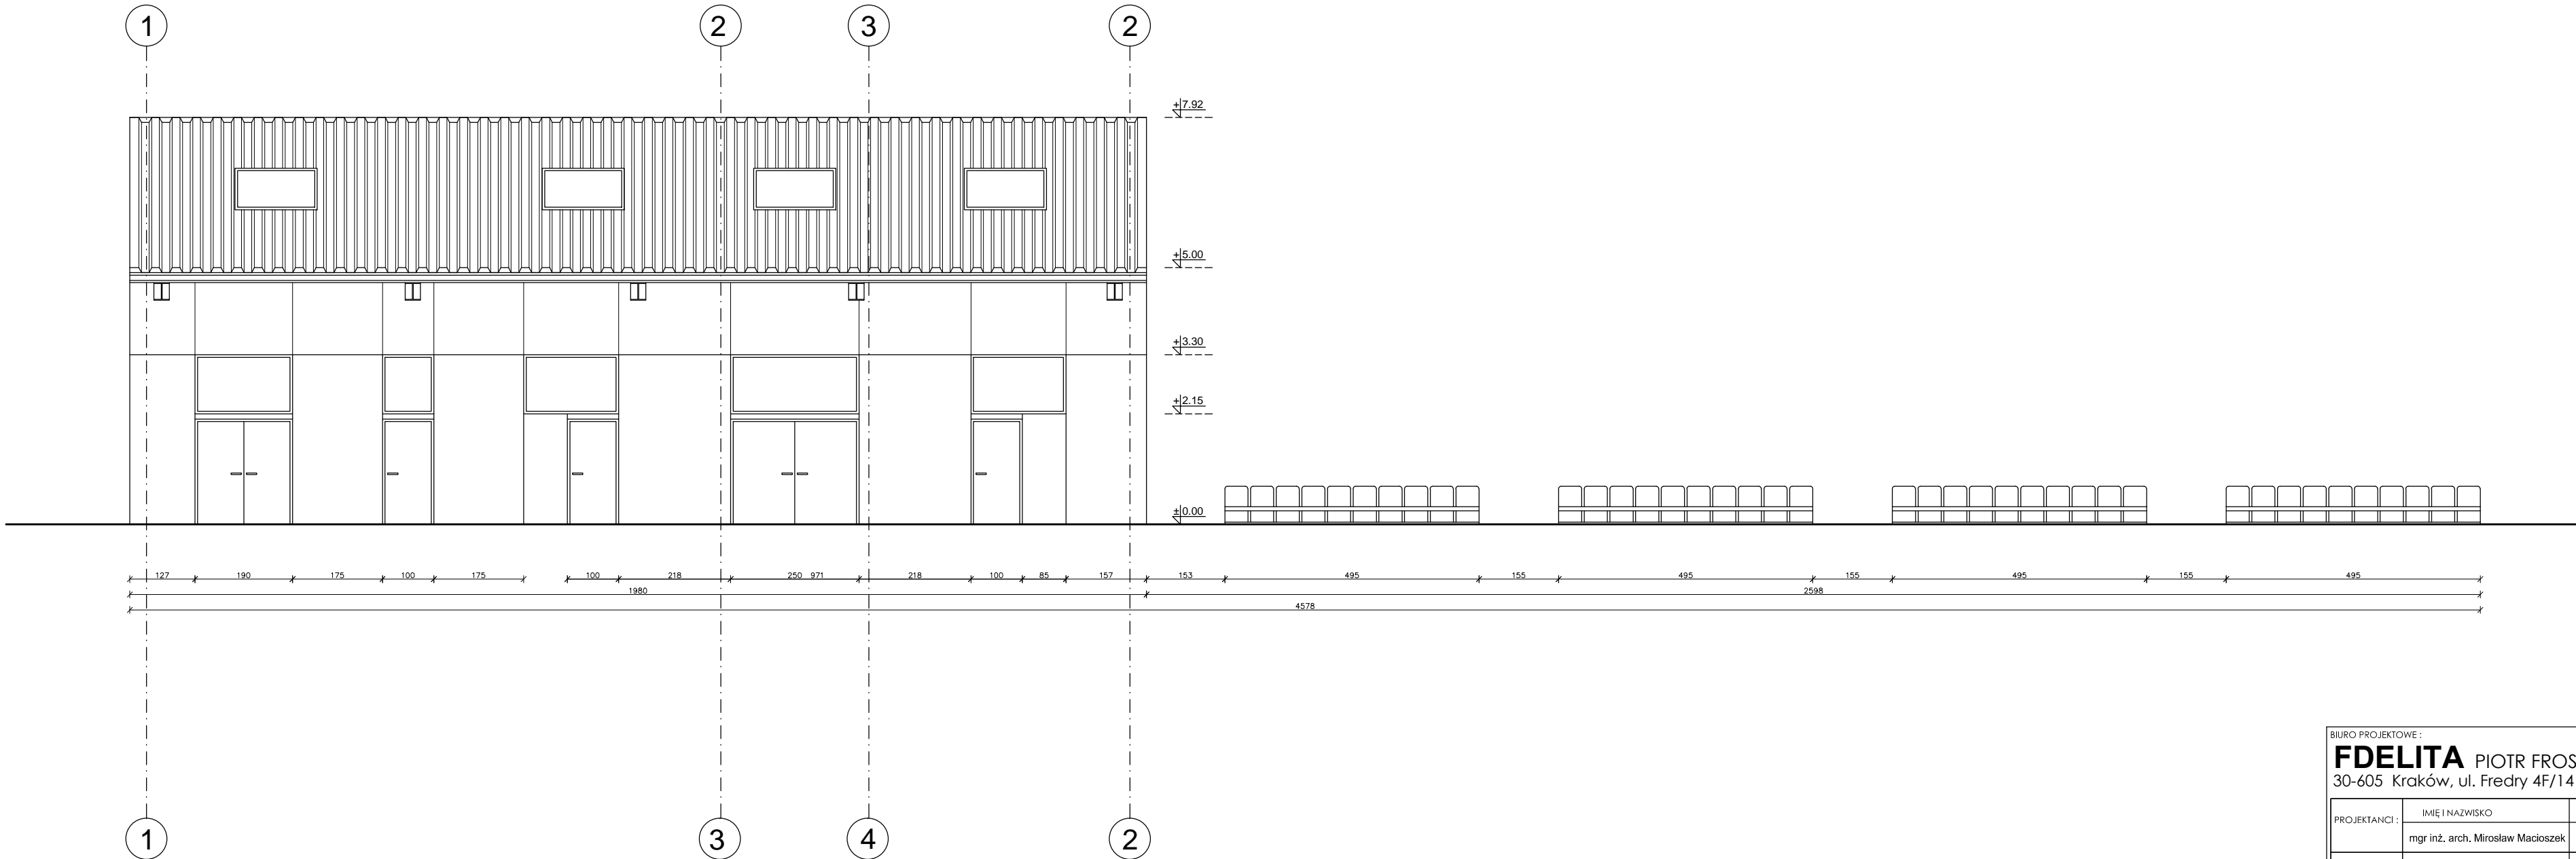 1 2 3 2
+7.92
+5.00
+3.30
+2.15
±0.00
127 190 175 100 175 100 218 250 971 218 100 85 157 153 495 155 495 155 495 155 495
1980 2598
4578
1 3 4 2
BIURO PROJEKTOWE :
FDELITA PIOTR FROS
30-605 Kraków, ul. Fredry 4F/14
PROJEKTANCI : IMIĘ I NAZWISKO
mgr inż. arch. Mirosław Macioszek